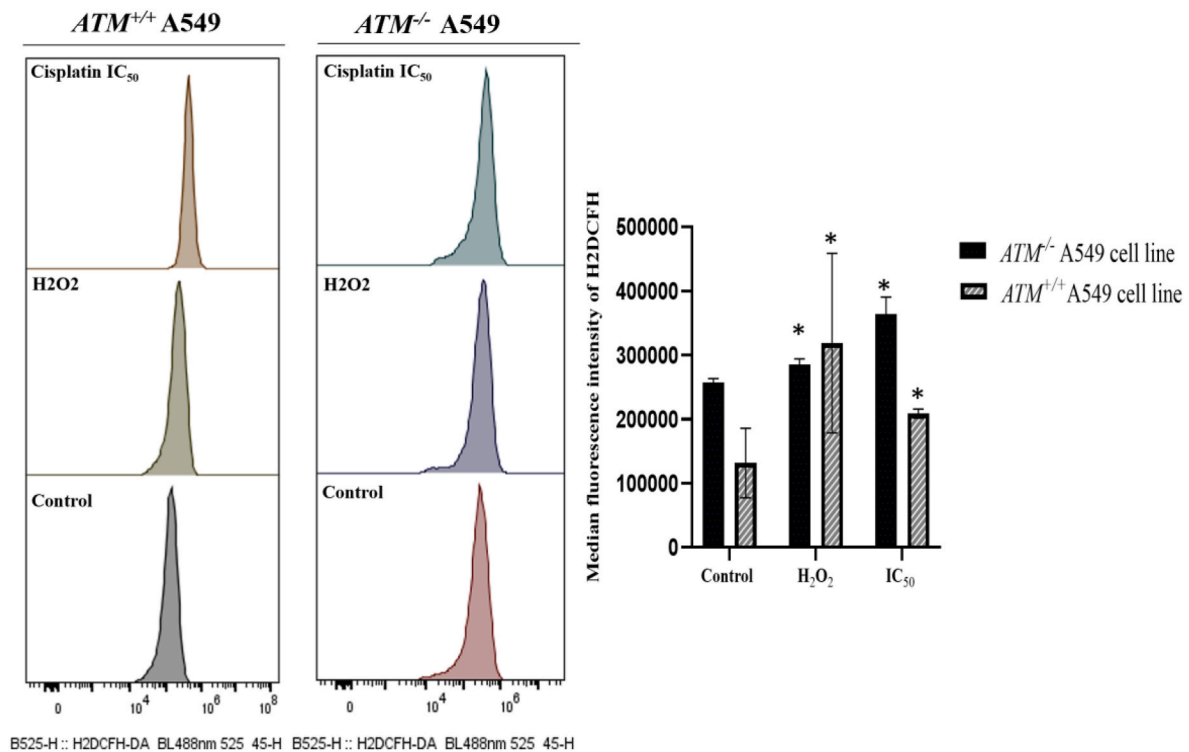 ATM+/+ A549
ATM-/- A549
Cisplatin IC50
Cisplatin IC50
H2O2
H2O2
Control
Control
0 10^4 10^6 10^8
0 10^4 10^6
B525-H :: H2DCFH-DA BL488nm 525 45-H
B525-H :: H2DCFH-DA BL488nm 525 45-H
Median fluorescence intensity of H2DCFH
500000
400000
300000
200000
100000
0
*
*
*
*
Control H2O2 IC50
ATM-/- A549 cell line
ATM+/+ A549 cell line